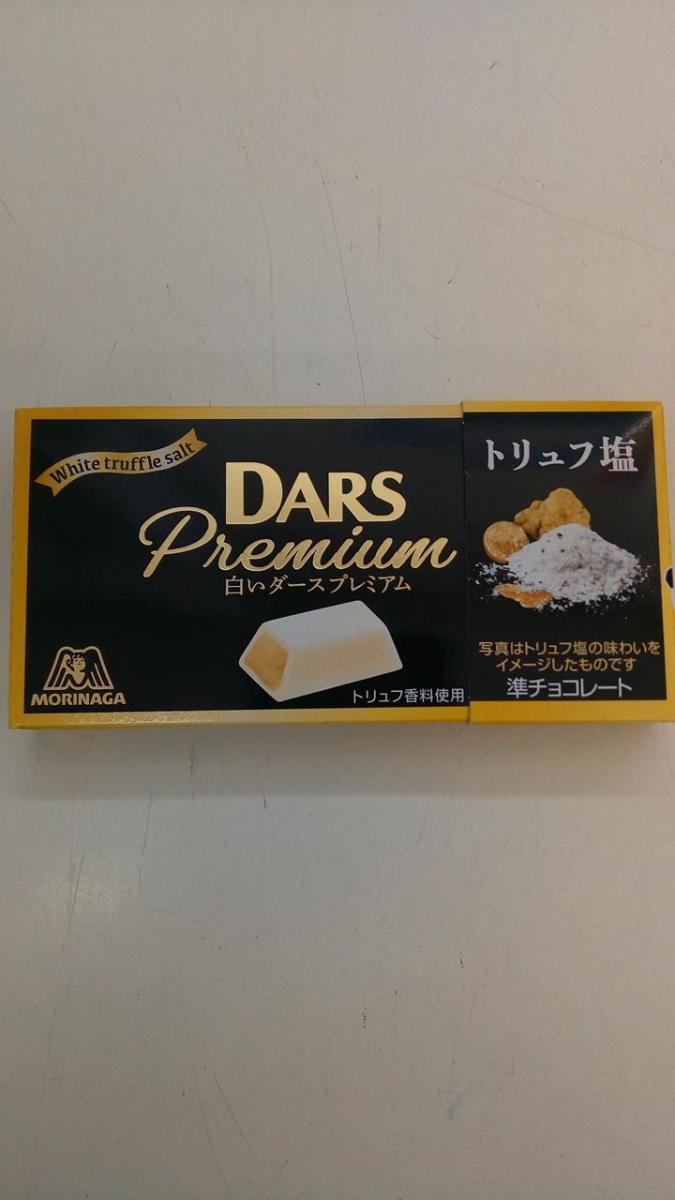 White truffle salt
DARS
Premium
白いダースプレミアム
MORINAGA
トリュフ香料使用
トリュフ塩
写真はトリュフ塩の味わいを
イメージしたものです
準チョコレート